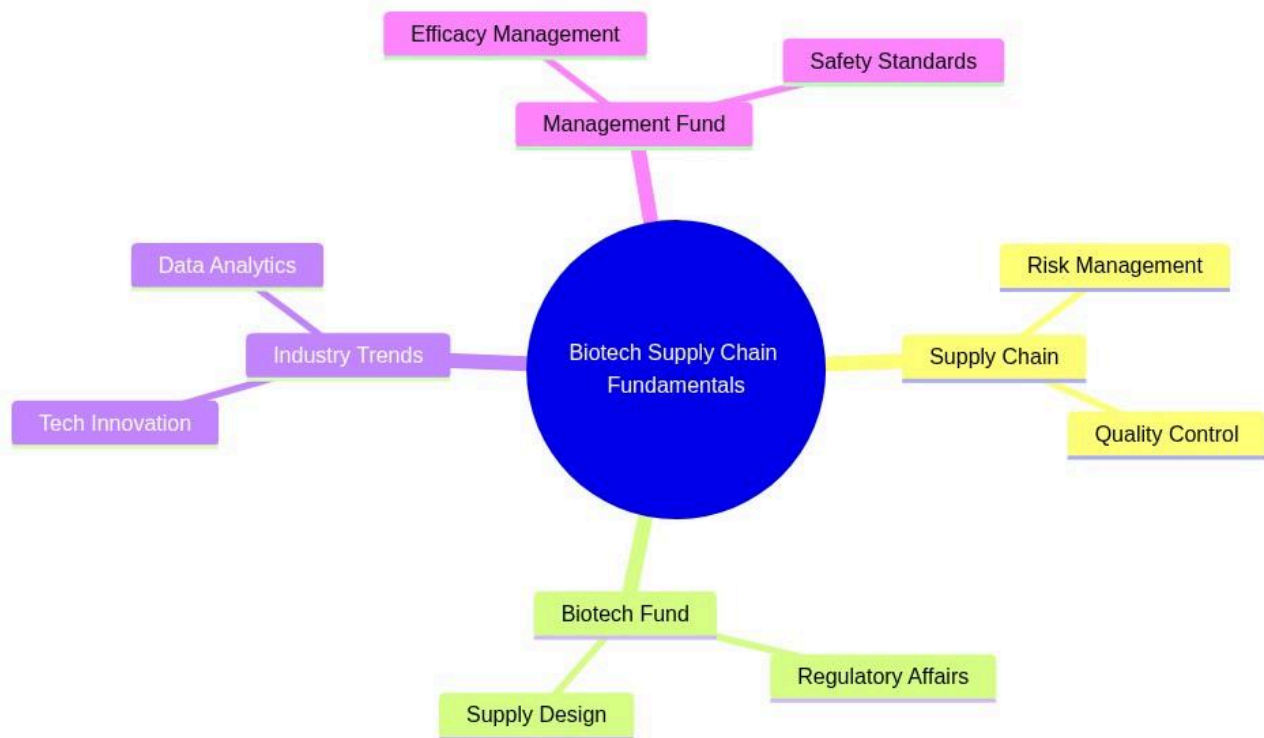 Efficacy Management
Safety Standards
Management Fund
Data Analytics
Risk Management
Industry Trends
Biotech Supply Chain
Fundamentals
Supply Chain
Tech Innovation
Quality Control
Biotech Fund
Regulatory Affairs
Supply Design